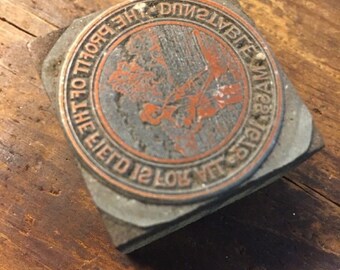 THE PROFIT OF THE FIELD IS FOR ALL
DUNSTABLE, MASS.